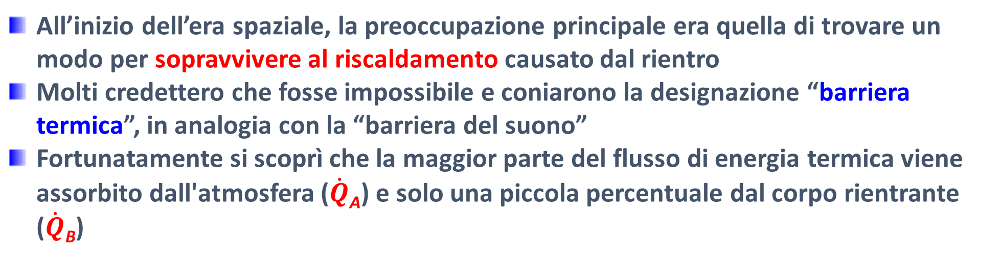 All’inizio dell’era spaziale, la preoccupazione principale era quella di trovare un
modo per sopravvivere al riscaldamento causato dal rientro
Molti credettero che fosse impossibile e coniarono la designazione “barriera
termica”, in analogia con la “barriera del suono”
Fortunatamente si scoprì che la maggior parte del flusso di energia termica viene
assorbito dall'atmosfera (Q̇_A) e solo una piccola percentuale dal corpo rientrante
(Q̇_B)